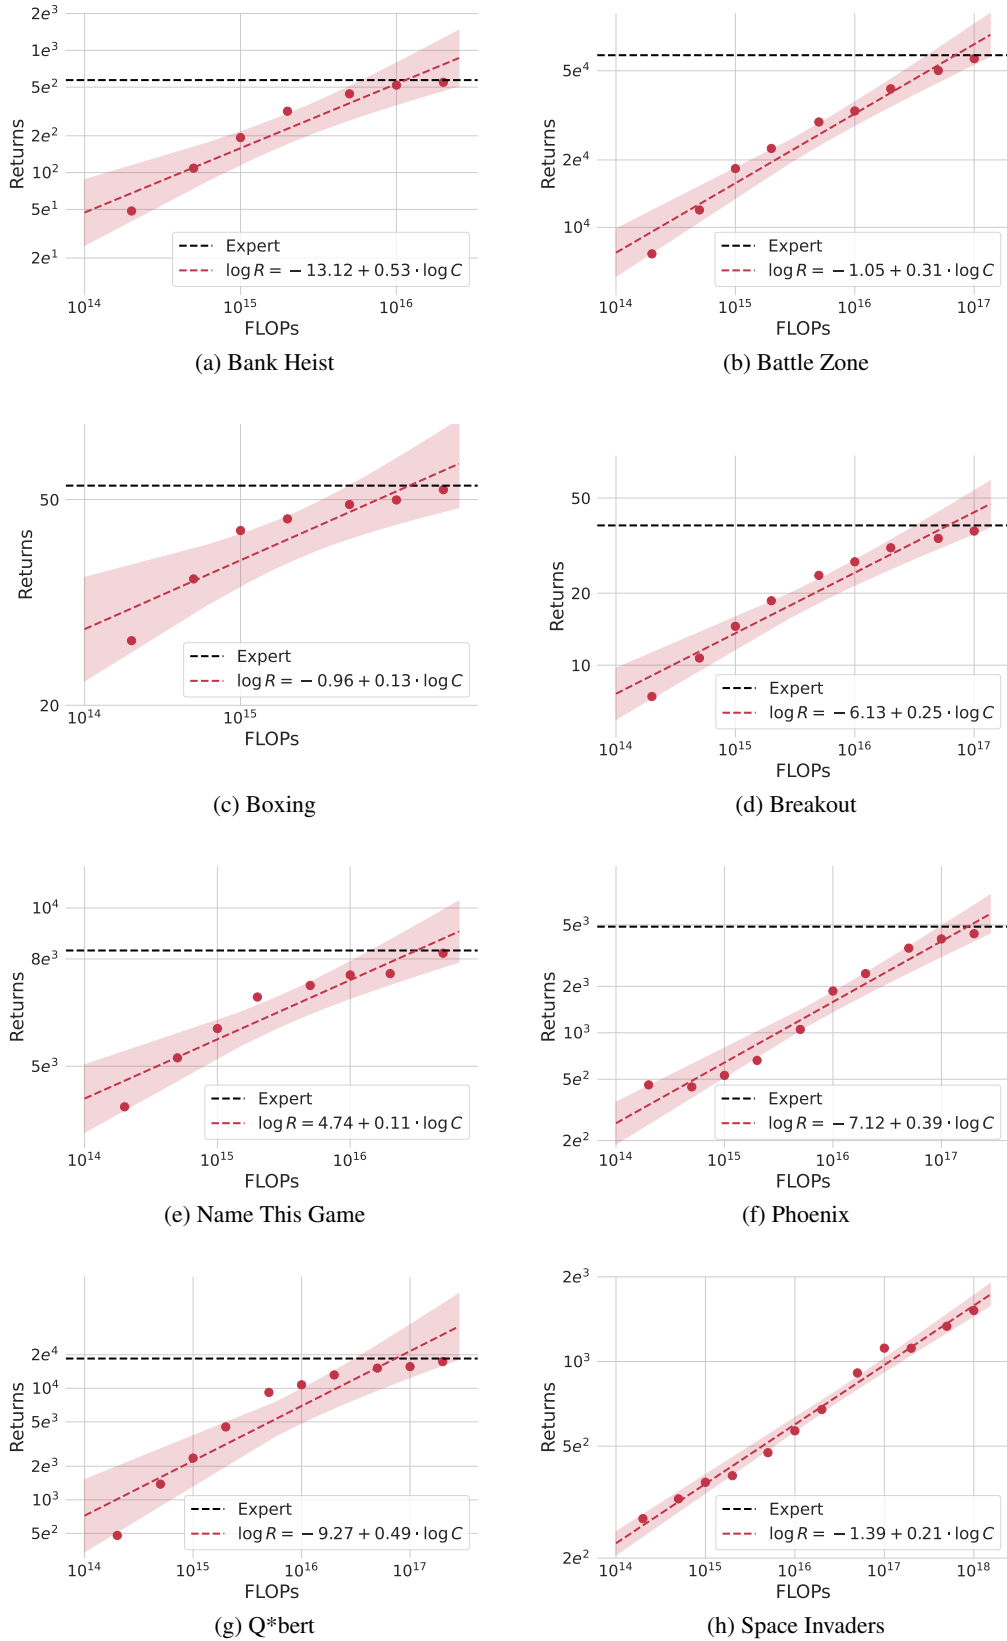 2e³
1e³
5e²
2e²
10²
5e¹
2e¹
Returns
Expert
log R = −13.12 + 0.53 · log C
10¹⁴
10¹⁵
10¹⁶
FLOPs
(a) Bank Heist
5e⁴
2e⁴
10⁴
Returns
Expert
log R = −1.05 + 0.31 · log C
10¹⁴
10¹⁵
10¹⁶
10¹⁷
FLOPs
(b) Battle Zone
50
20
Returns
Expert
log R = −0.96 + 0.13 · log C
10¹⁴
10¹⁵
FLOPs
(c) Boxing
50
20
10
Returns
Expert
log R = −6.13 + 0.25 · log C
10¹⁴
10¹⁵
10¹⁶
10¹⁷
FLOPs
(d) Breakout
10⁴
8e³
5e³
Returns
Expert
log R = 4.74 + 0.11 · log C
10¹⁴
10¹⁵
10¹⁶
FLOPs
(e) Name This Game
5e³
2e³
10³
5e²
2e²
Returns
Expert
log R = −7.12 + 0.39 · log C
10¹⁴
10¹⁵
10¹⁶
10¹⁷
FLOPs
(f) Phoenix
2e⁴
10⁴
5e³
2e³
10³
5e²
Returns
Expert
log R = −9.27 + 0.49 · log C
10¹⁴
10¹⁵
10¹⁶
10¹⁷
FLOPs
(g) Q*bert
2e³
10³
5e²
2e²
Returns
Expert
log R = −1.39 + 0.21 · log C
10¹⁴
10¹⁵
10¹⁶
10¹⁷
10¹⁸
FLOPs
(h) Space Invaders